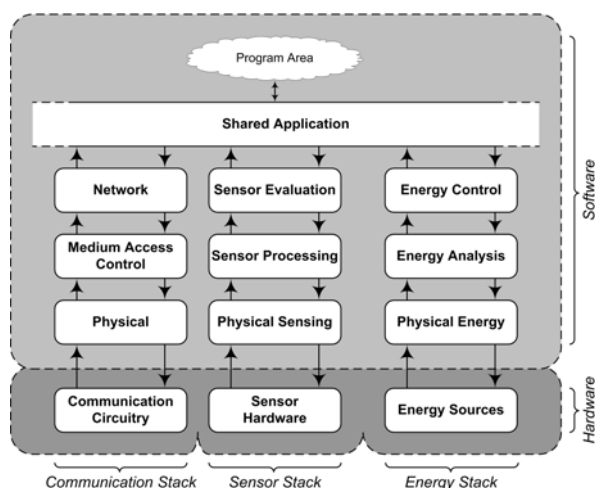 Program Area
Shared Application
Network
Sensor Evaluation
Energy Control
Medium Access
Control
Sensor Processing
Energy Analysis
Physical
Physical Sensing
Physical Energy
Communication
Circuitry
Sensor
Hardware
Energy Sources
Software
Hardware
Communication Stack
Sensor Stack
Energy Stack